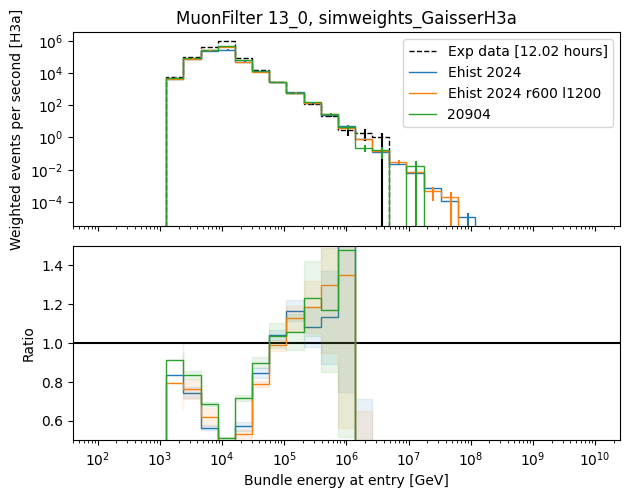 MuonFilter 13_0, simweights_GaisserH3a
Weighted events per second [H3a]
10^6
10^4
10^2
10^0
10^-2
10^-4
Exp data [12.02 hours]
Ehist 2024
Ehist 2024 r600 l1200
20904
Ratio
1.4
1.2
1.0
0.8
0.6
10^2 10^3 10^4 10^5 10^6 10^7 10^8 10^9 10^10
Bundle energy at entry [GeV]